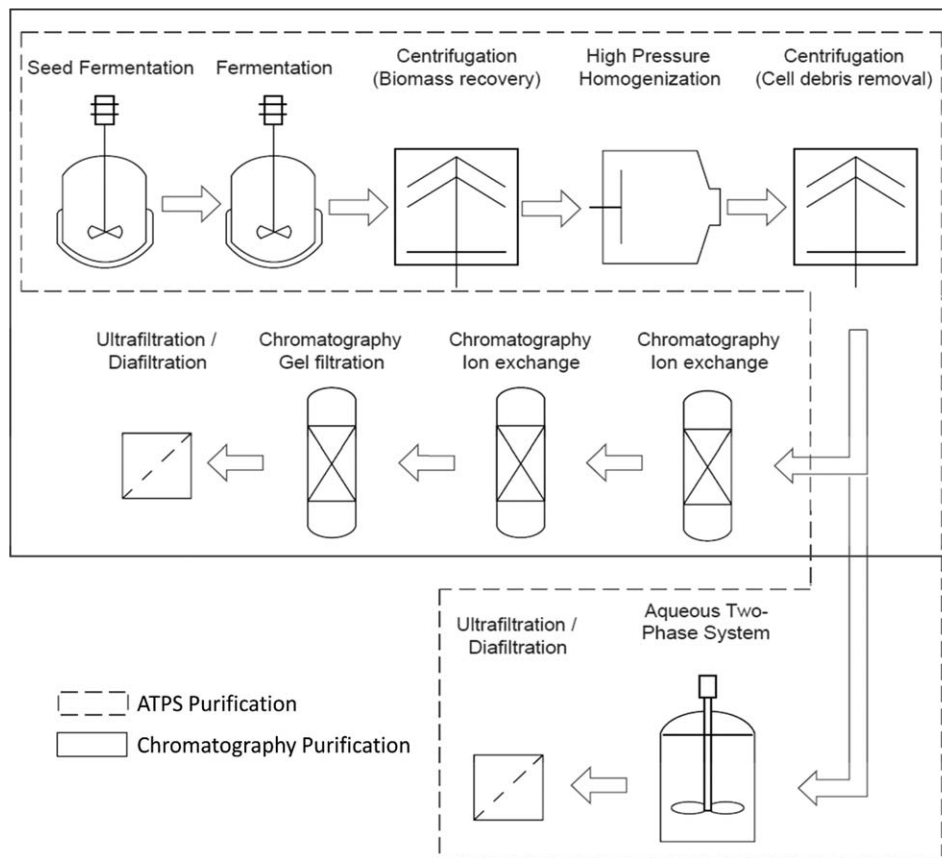 Seed Fermentation
Fermentation
Centrifugation
(Biomass recovery)
High Pressure
Homogenization
Centrifugation
(Cell debris removal)
Ultrafiltration /
Diafiltration
Chromatography
Gel filtration
Chromatography
Ion exchange
Chromatography
Ion exchange
Ultrafiltration /
Diafiltration
Aqueous Two-
Phase System
ATPS Purification
Chromatography Purification